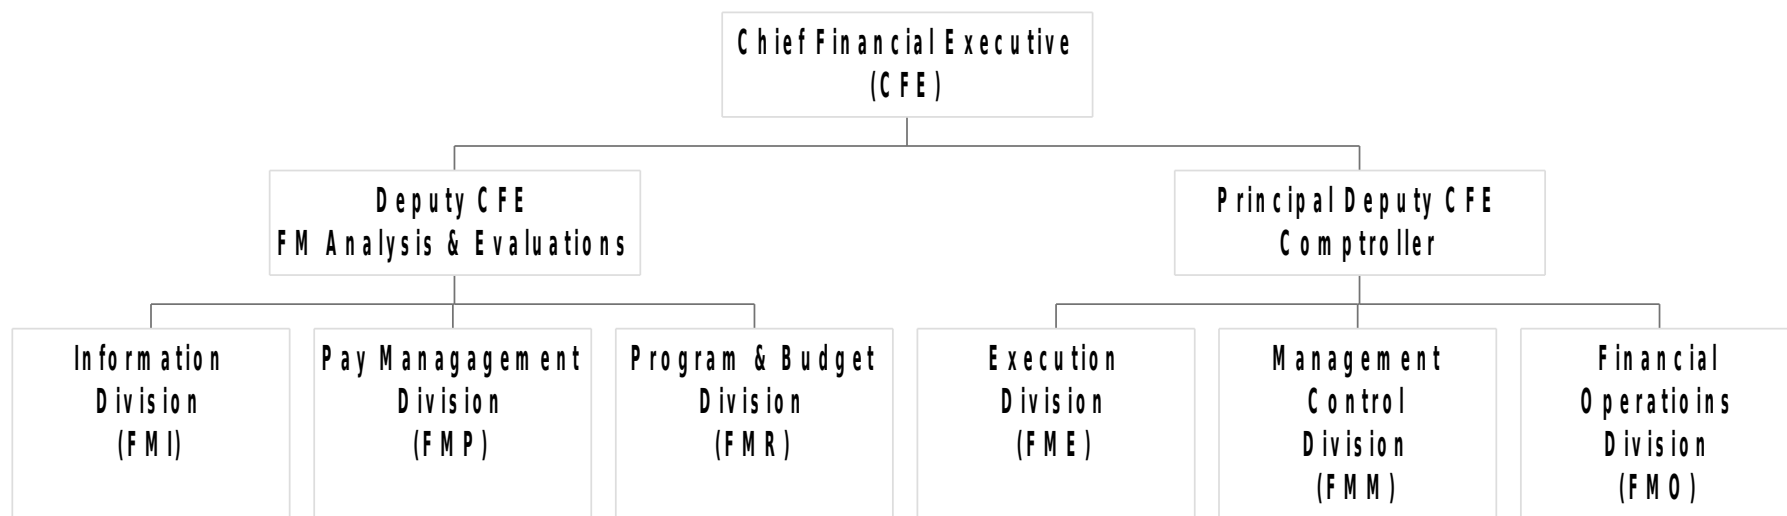 Chief Financial Executive
(CFE)
Deputy CFE
FM Analysis & Evaluations
Principal Deputy CFE
Comptroller
Information
Division
(FMI)
Pay Managagement
Division
(FMP)
Program & Budget
Division
(FMR)
Execution
Division
(FME)
Management
Control
Division
(FMM)
Financial
Operatioins
Division
(FMO)